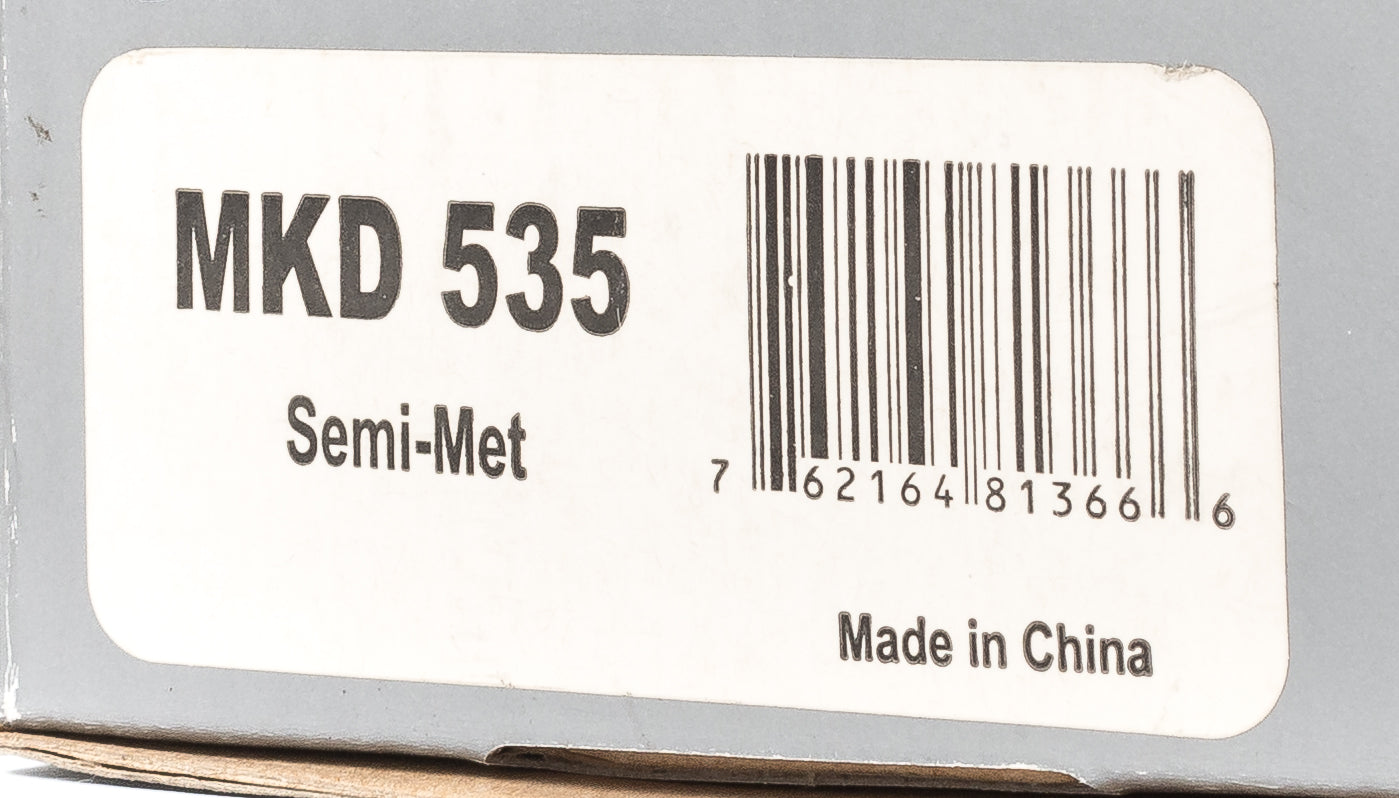 MKD 535
Semi-Met
7 62164 81366 6
Made in China